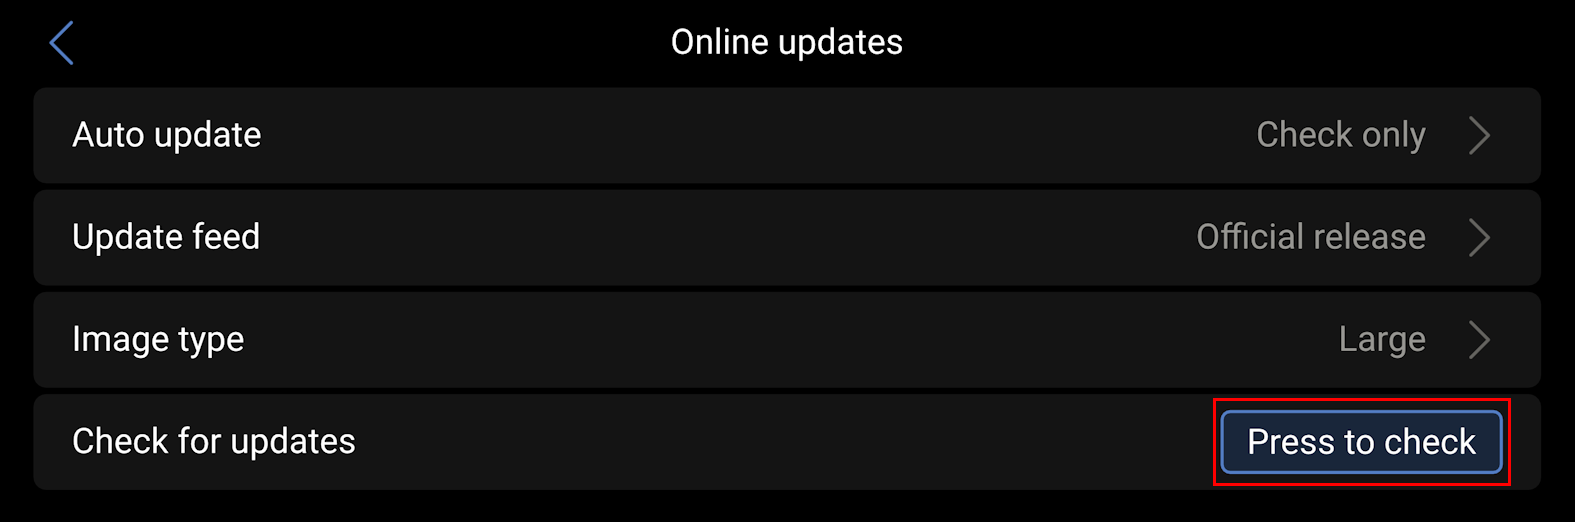 Online updates
Auto update Check only
Update feed Official release
Image type Large
Check for updates Press to check